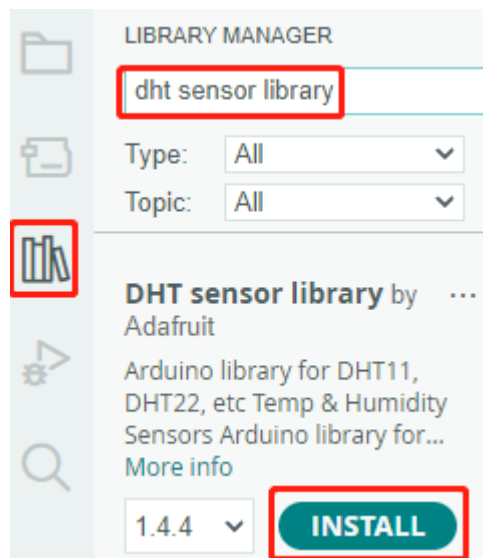 LIBRARY MANAGER
dht sensor library
Type: All
Topic: All
DHT sensor library by ...
Adafruit
Arduino library for DHT11,
DHT22, etc Temp & Humidity
Sensors Arduino library for...
More info
1.4.4 INSTALL